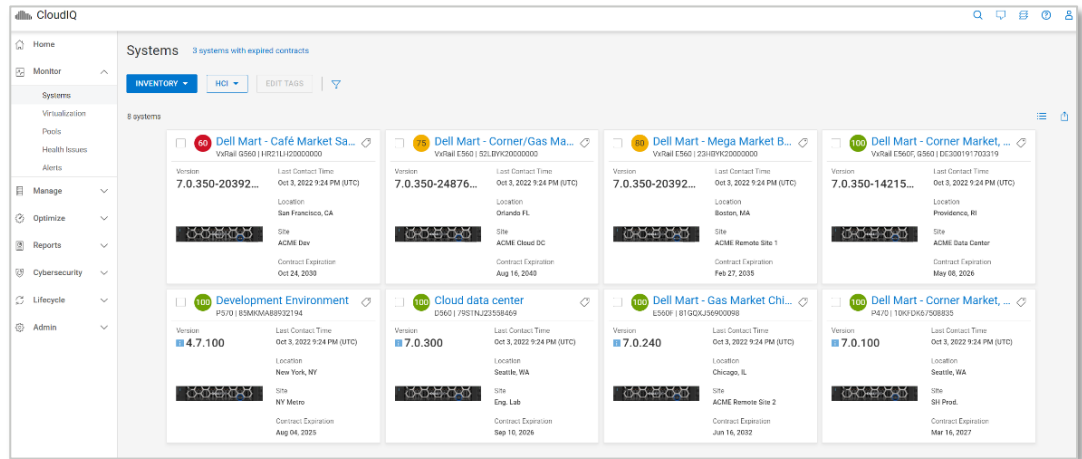 CloudIQ
Home
Monitor
Systems
Virtualization
Pools
Health Issues
Alerts
Manage
Optimize
Reports
Cybersecurity
Lifecycle
Admin
Systems 3 systems with expired contracts
INVENTORY HCI EDIT TAGS
8 systems
60 Dell Mart - Café Market Sa...
VxRail G560 | HR21LH20000000
Version Last Contact Time
7.0.350-20392... Oct 3, 2022 9:24 PM (UTC)
Location
San Francisco, CA
Site
ACME Dev
Contract Expiration
Oct 24, 2030
75 Dell Mart - Corner/Gas Ma...
VxRail E560 | 52LBYK20000000
Version Last Contact Time
7.0.350-24876... Oct 3, 2022 9:24 PM (UTC)
Location
Orlando FL
Site
ACME Cloud DC
Contract Expiration
Aug 16, 2040
80 Dell Mart - Mega Market B...
VxRail E560 | 23HBYK20000000
Version Last Contact Time
7.0.350-20392... Oct 3, 2022 9:24 PM (UTC)
Location
Boston, MA
Site
ACME Remote Site 1
Contract Expiration
Feb 27, 2035
100 Dell Mart - Corner Market, ...
VxRail E560F, G560 | DE300191703319
Version Last Contact Time
7.0.350-14215... Oct 3, 2022 9:24 PM (UTC)
Location
Providence, RI
Site
ACME Data Center
Contract Expiration
May 08, 2026
100 Development Environment
P570 | 85MKMA88932194
Version Last Contact Time
4.7.100 Oct 3, 2022 9:24 PM (UTC)
Location
New York, NY
Site
NY Metro
Contract Expiration
Aug 04, 2025
100 Cloud data center
D560 | 79STNJ23558469
Version Last Contact Time
7.0.300 Oct 3, 2022 9:24 PM (UTC)
Location
Seattle, WA
Site
Eng. Lab
Contract Expiration
Sep 10, 2026
100 Dell Mart - Gas Market Chi...
E560F | 81GQXJ56900098
Version Last Contact Time
7.0.240 Oct 3, 2022 9:24 PM (UTC)
Location
Chicago, IL
Site
ACME Remote Site 2
Contract Expiration
Jun 16, 2032
100 Dell Mart - Corner Market, ...
P470 | 10KFDK67508835
Version Last Contact Time
7.0.100 Oct 3, 2022 9:24 PM (UTC)
Location
Seattle, WA
Site
SH Prod.
Contract Expiration
Mar 16, 2027